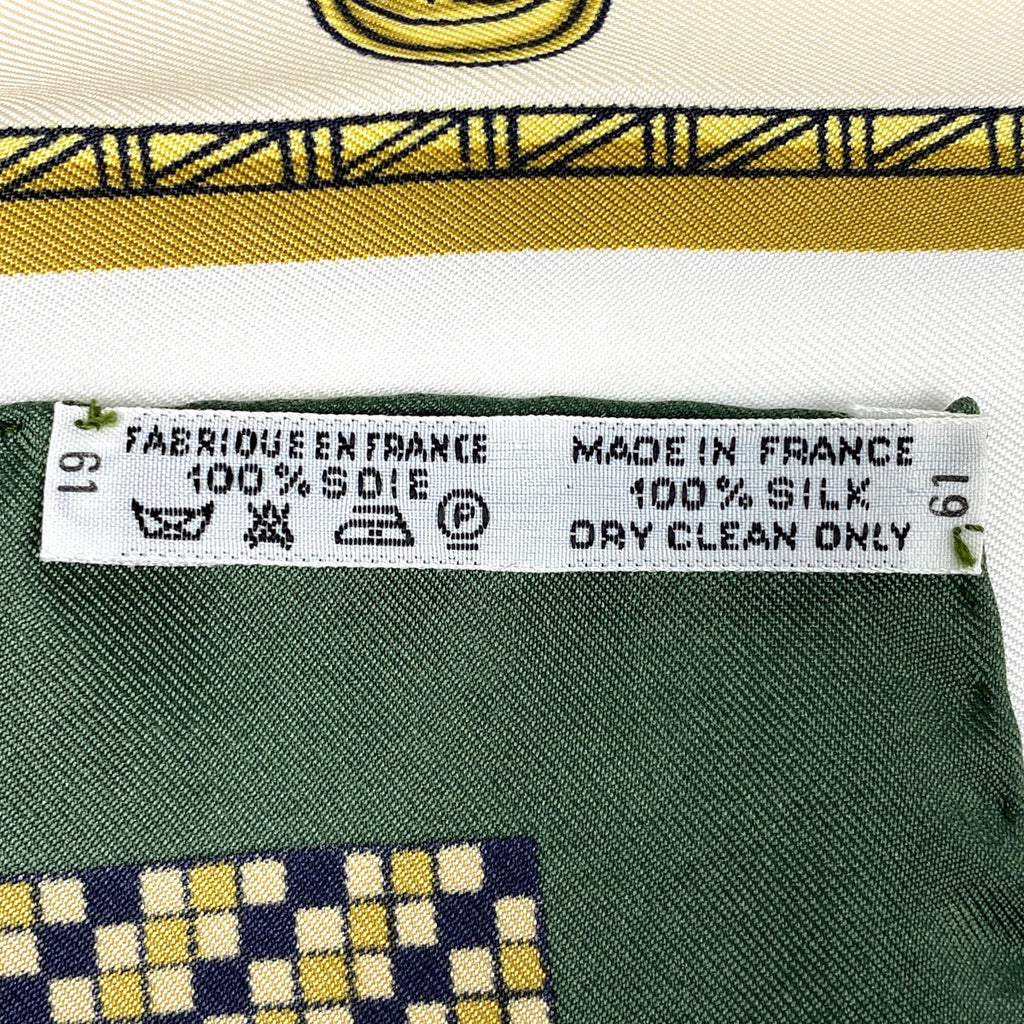 FABRIQUE EN FRANCE
100% SOIE
P
MADE IN FRANCE
100% SILK
DRY CLEAN ONLY
61
61